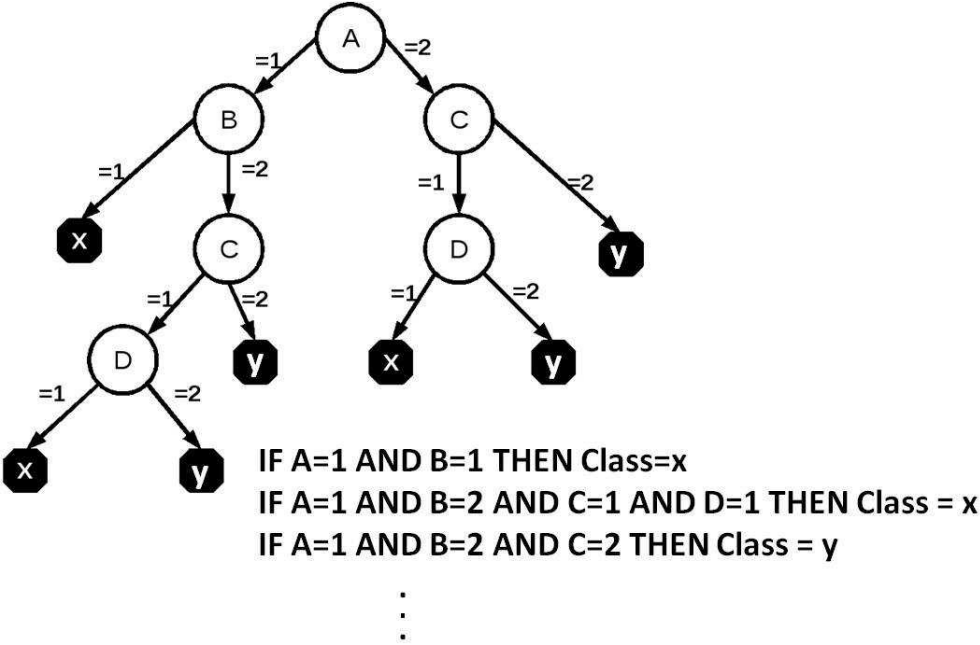 A
=1
=2
B
C
=1
=2
=1
=2
x
C
D
y
=1
=2
=1
=2
D
y
x
y
=1
=2
x
y
IF A=1 AND B=1 THEN Class=x
IF A=1 AND B=2 AND C=1 AND D=1 THEN Class = x
IF A=1 AND B=2 AND C=2 THEN Class = y
.
.
.